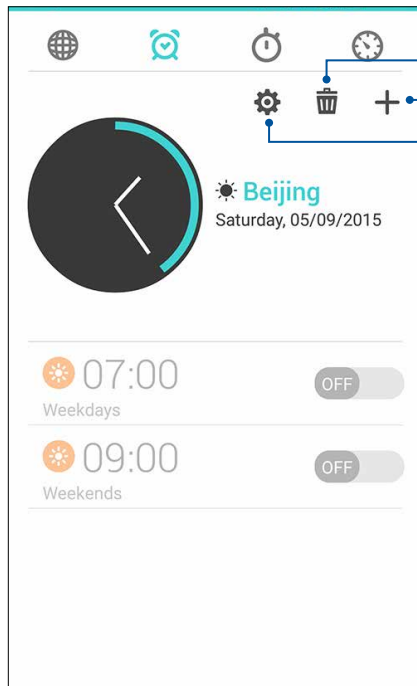 Beijing
Saturday, 05/09/2015
07:00
OFF
Weekdays
09:00
OFF
Weekends